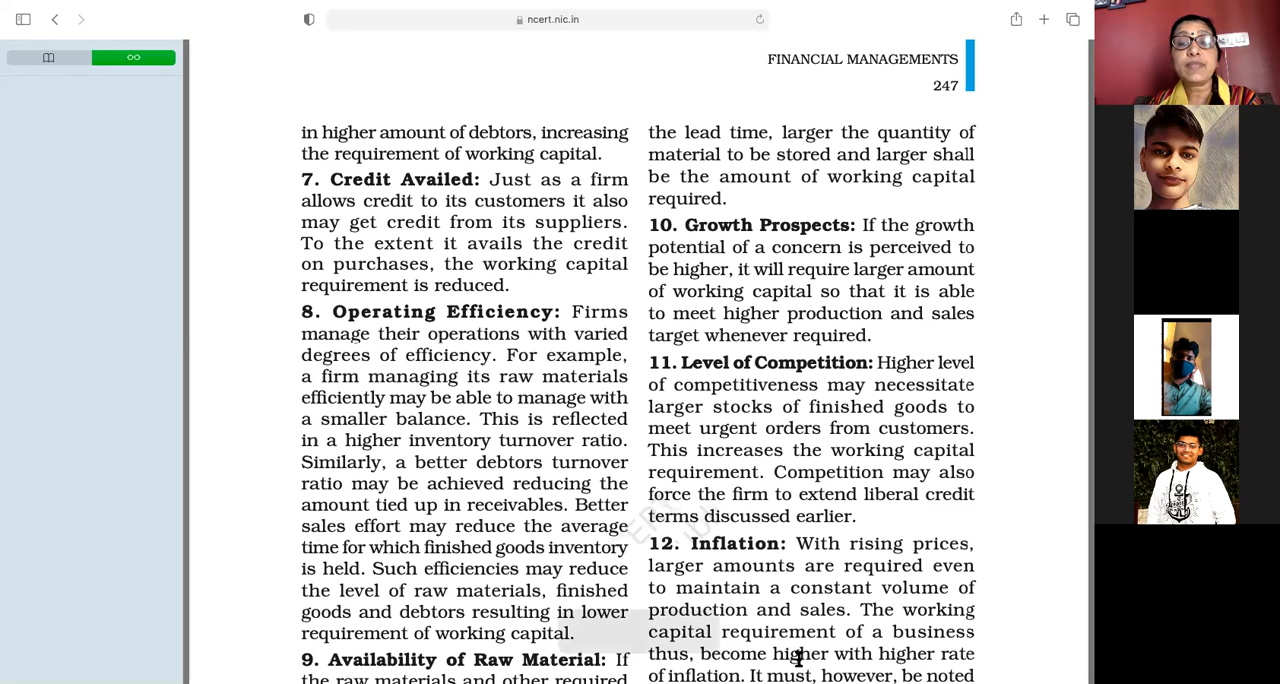 ncert.nic.in
FINANCIAL MANAGEMENTS
247
in higher amount of debtors, increasing
the requirement of working capital.
7. Credit Availed: Just as a firm
allows credit to its customers it also
may get credit from its suppliers.
To the extent it avails the credit
on purchases, the working capital
requirement is reduced.
8. Operating Efficiency: Firms
manage their operations with varied
degrees of efficiency. For example,
a firm managing its raw materials
efficiently may be able to manage with
a smaller balance. This is reflected
in a higher inventory turnover ratio.
Similarly, a better debtors turnover
ratio may be achieved reducing the
amount tied up in receivables. Better
sales effort may reduce the average
time for which finished goods inventory
is held. Such efficiencies may reduce
the level of raw materials, finished
goods and debtors resulting in lower
requirement of working capital.
9. Availability of Raw Material: If
the raw materials and other required
the lead time, larger the quantity of
material to be stored and larger shall
be the amount of working capital
required.
10. Growth Prospects: If the growth
potential of a concern is perceived to
be higher, it will require larger amount
of working capital so that it is able
to meet higher production and sales
target whenever required.
11. Level of Competition: Higher level
of competitiveness may necessitate
larger stocks of finished goods to
meet urgent orders from customers.
This increases the working capital
requirement. Competition may also
force the firm to extend liberal credit
terms discussed earlier.
12. Inflation: With rising prices,
larger amounts are required even
to maintain a constant volume of
production and sales. The working
capital requirement of a business
thus, become higher with higher rate
of inflation. It must, however, be noted